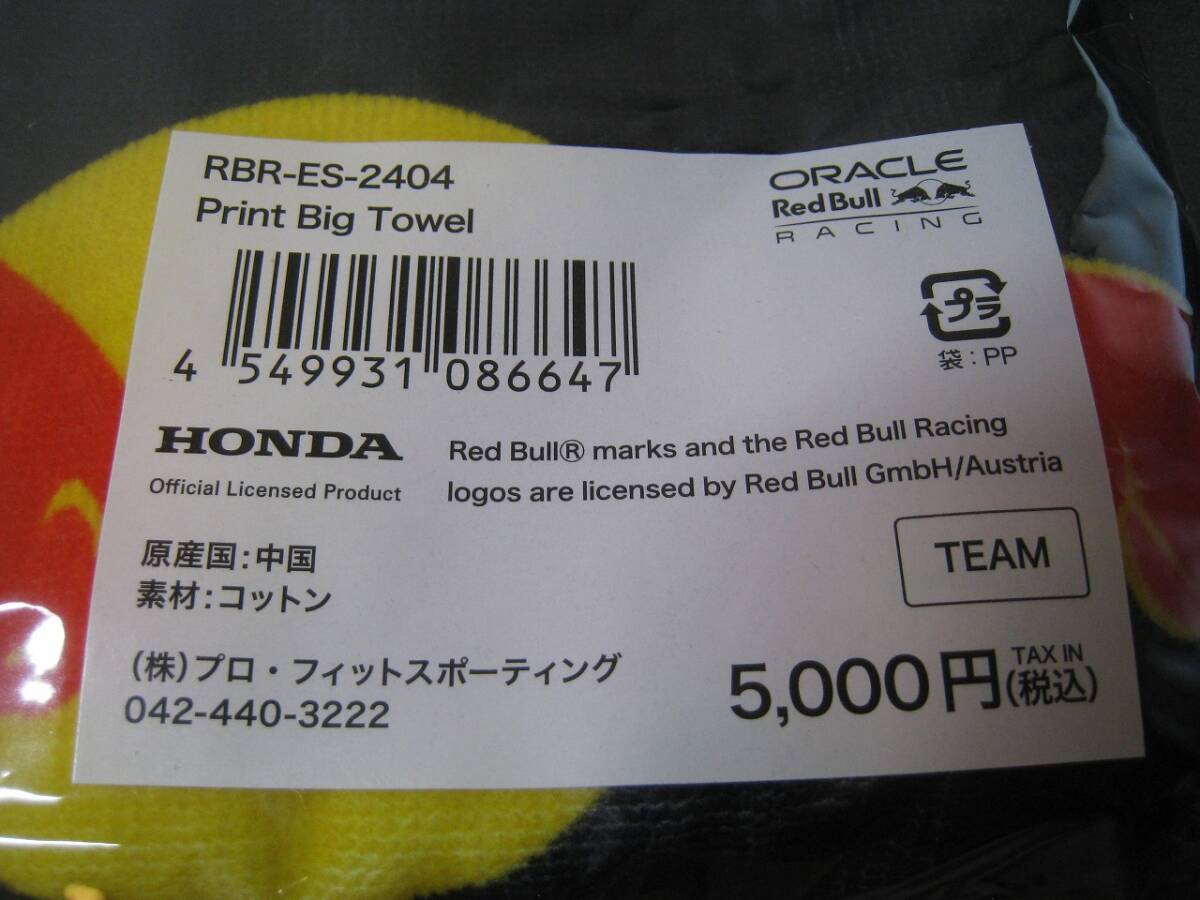 RBR-ES-2404
Print Big Towel
ORACLE
Red Bull
RACING
4 549931 086647
プラ
袋：PP
HONDA
Official Licensed Product
Red Bull® marks and the Red Bull Racing
logos are licensed by Red Bull GmbH/Austria
原産国：中国
素材：コットン
TEAM
（株）プロ・フィットスポーティング
042-440-3222
5,000円 TAX IN （税込）